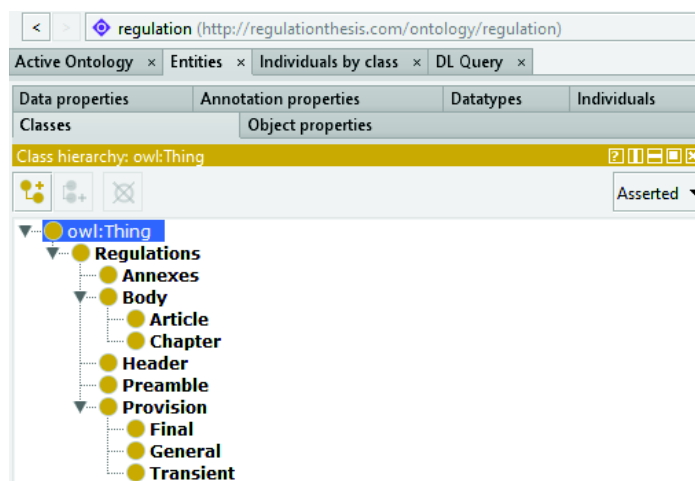 < > regulation (http://regulationthesis.com/ontology/regulation)
Active Ontology × Entities × Individuals by class × DL Query ×
Data properties Annotation properties Datatypes Individuals
Classes Object properties
Class hierarchy: owl:Thing
Asserted
owl:Thing
Regulations
Annexes
Body
Article
Chapter
Header
Preamble
Provision
Final
General
Transient